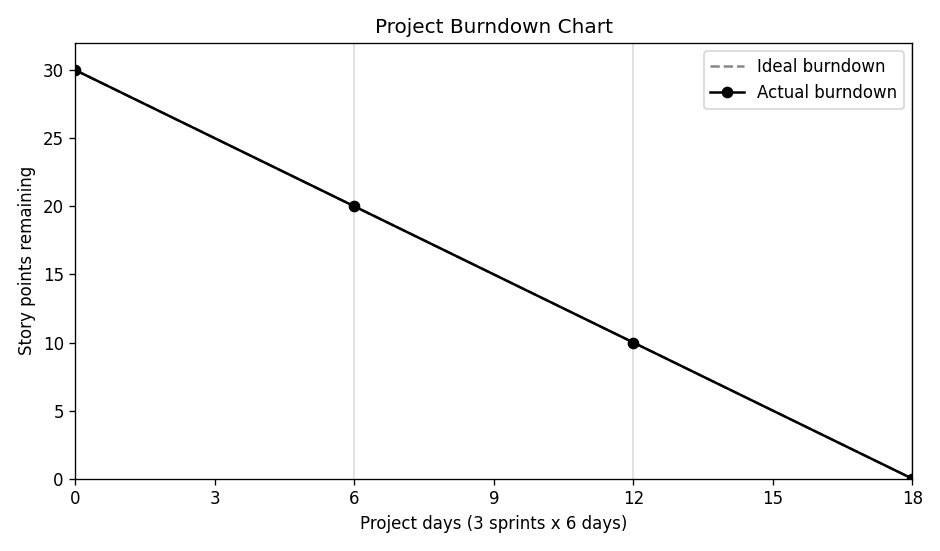 Project Burndown Chart
Ideal burndown
Actual burndown
Story points remaining
30
25
20
15
10
5
0
0 3 6 9 12 15 18
Project days (3 sprints x 6 days)